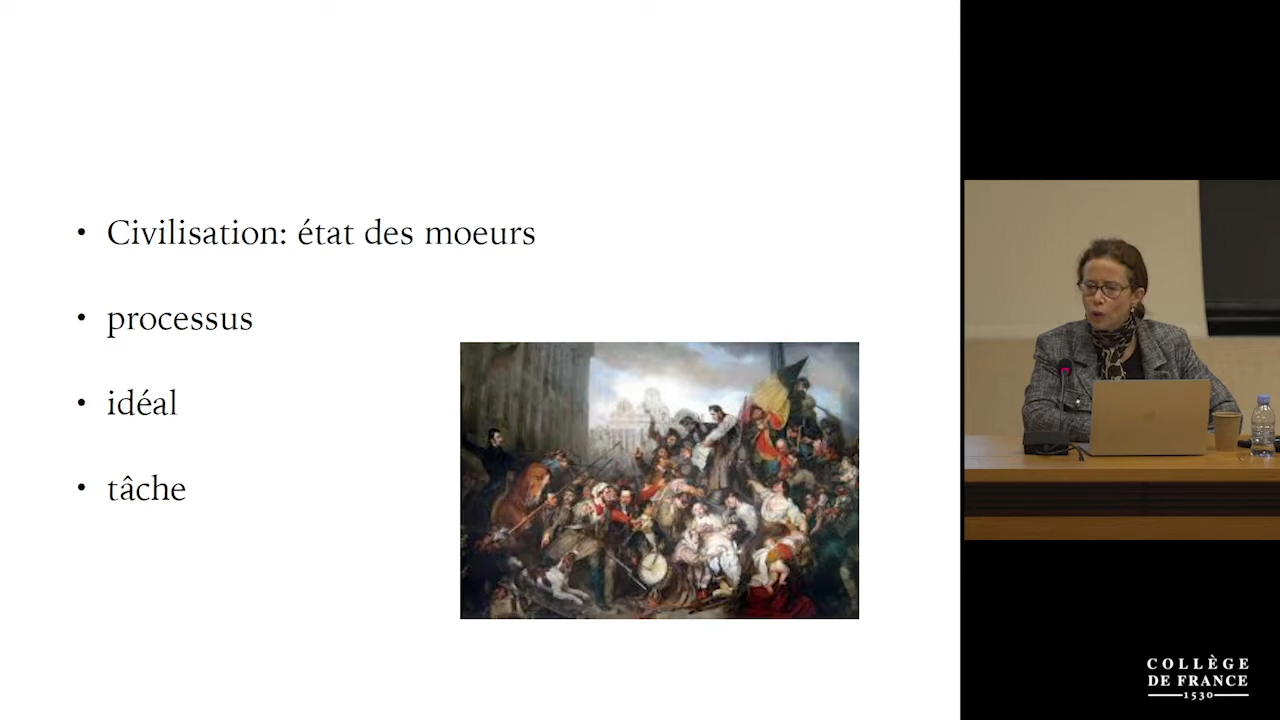 • Civilisation: état des moeurs
• processus
• idéal
• tâche
COLLÈGE
DE FRANCE
1530